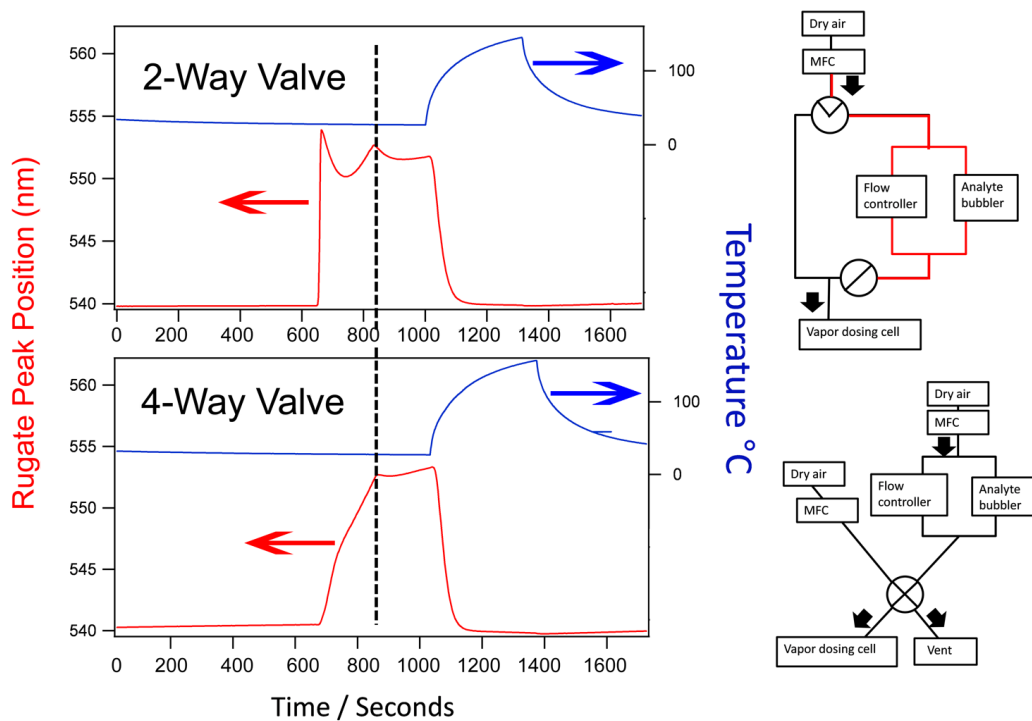 Rugate Peak Position (nm)
2-Way Valve
560
555
550
545
540
100
0
0 200 400 600 800 1000 1200 1400 1600
4-Way Valve
560
555
550
545
540
100
0
0 200 400 600 800 1000 1200 1400 1600
Time / Seconds
Temperature °C
Dry air
MFC
Flow
controller
Analyte
bubbler
Vapor dosing cell
Dry air
MFC
Dry air
MFC
Flow
controller
Analyte
bubbler
Vapor dosing cell
Vent